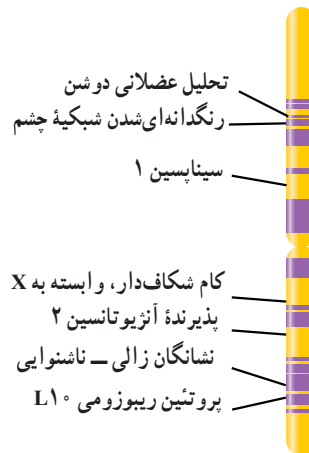 تحلیل عضلانی دوشن
رنگدانه‌ای‌شدن شبکیهٔ چشم
سیناپسین ۱
کام شکاف‌دار، وابسته به X
پذیرندهٔ آنژیوتانسین ۲
نشانگان زالی ــ ناشنوایی
پروتئین ریبوزومی L۱۰